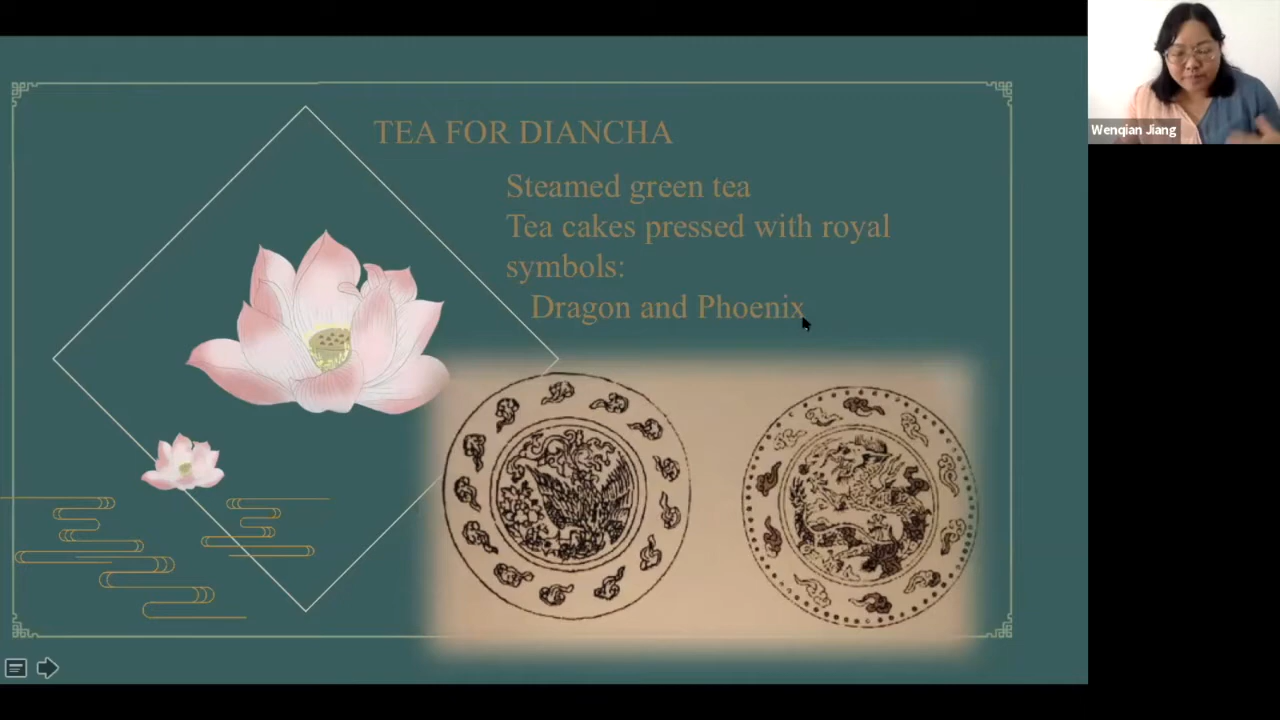 TEA FOR DIANCHA
Steamed green tea
Tea cakes pressed with royal
symbols:
Dragon and Phoenix
Wenqian Jiang